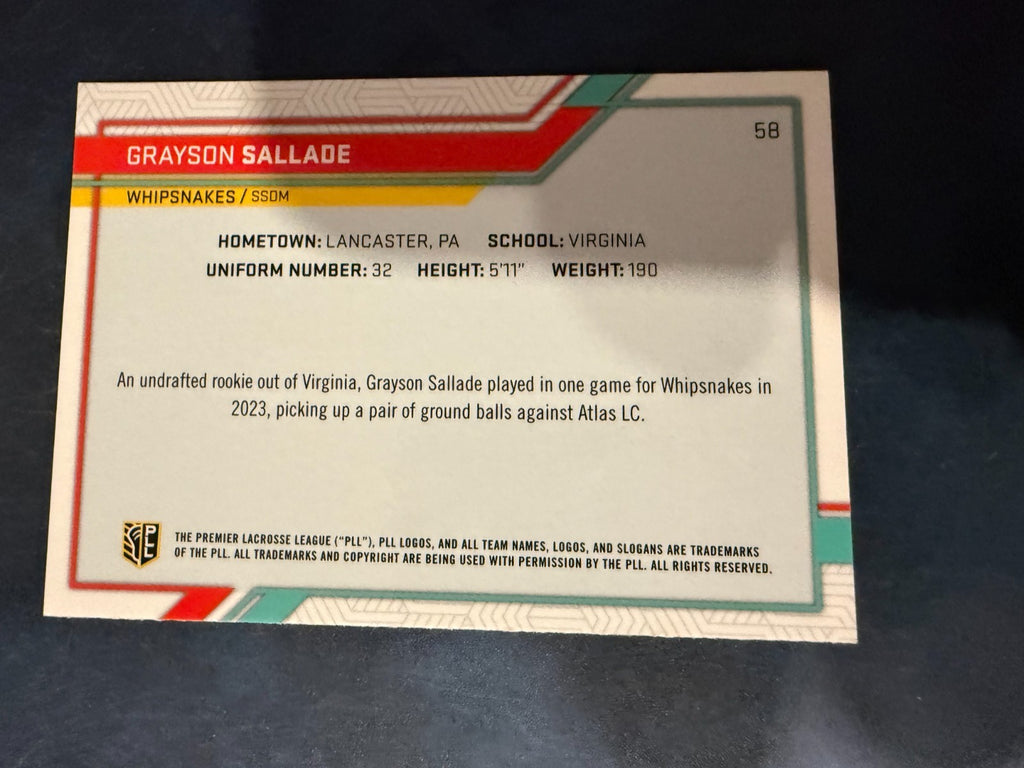 58
GRAYSON SALLADE
WHIPSNAKES / SSDM
HOMETOWN: LANCASTER, PA SCHOOL: VIRGINIA
UNIFORM NUMBER: 32 HEIGHT: 5'11" WEIGHT: 190
An undrafted rookie out of Virginia, Grayson Sallade played in one game for Whipsnakes in
2023, picking up a pair of ground balls against Atlas LC.
PLL
THE PREMIER LACROSSE LEAGUE ("PLL"), PLL LOGOS, AND ALL TEAM NAMES, LOGOS, AND SLOGANS ARE TRADEMARKS
OF THE PLL. ALL TRADEMARKS AND COPYRIGHT ARE BEING USED WITH PERMISSION BY THE PLL. ALL RIGHTS RESERVED.